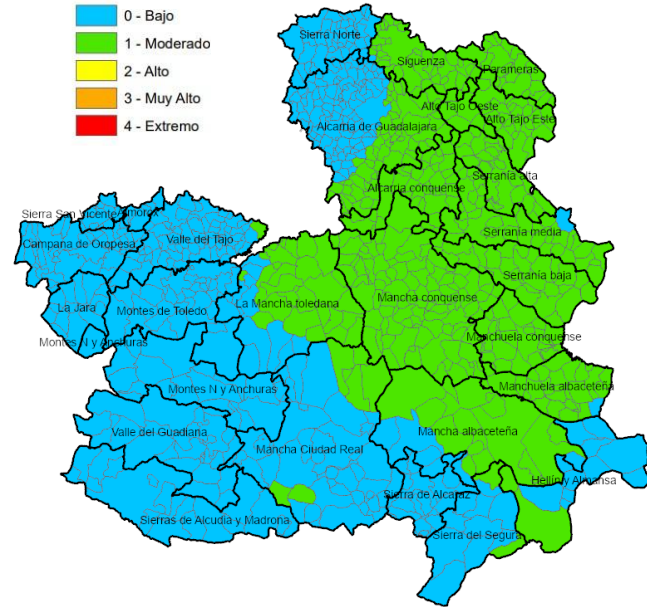 0 - Bajo
1 - Moderado
2 - Alto
3 - Muy Alto
4 - Extremo
Sierra Norte
Sigüenza
Parameras
Alto Tajo Oeste
Alto Tajo Este
Alcarria de Guadalajara
Alcarria conquense
Serranía alta
Sierra San Vicente
Campana de Oropesa
Valle del Tajo
Serranía media
Serranía baja
La Jara
Montes de Toledo
La Mancha toledana
Mancha conquense
Montes N y Anchuras
Manchuela conquense
Montes N y Anchuras
Manchuela albaceteña
Valle del Guadiana
Mancha Ciudad Real
Mancha albaceteña
Hellín y Almansa
Sierra de Alcaraz
Sierras de Alcudia y Madrona
Sierra del Segura